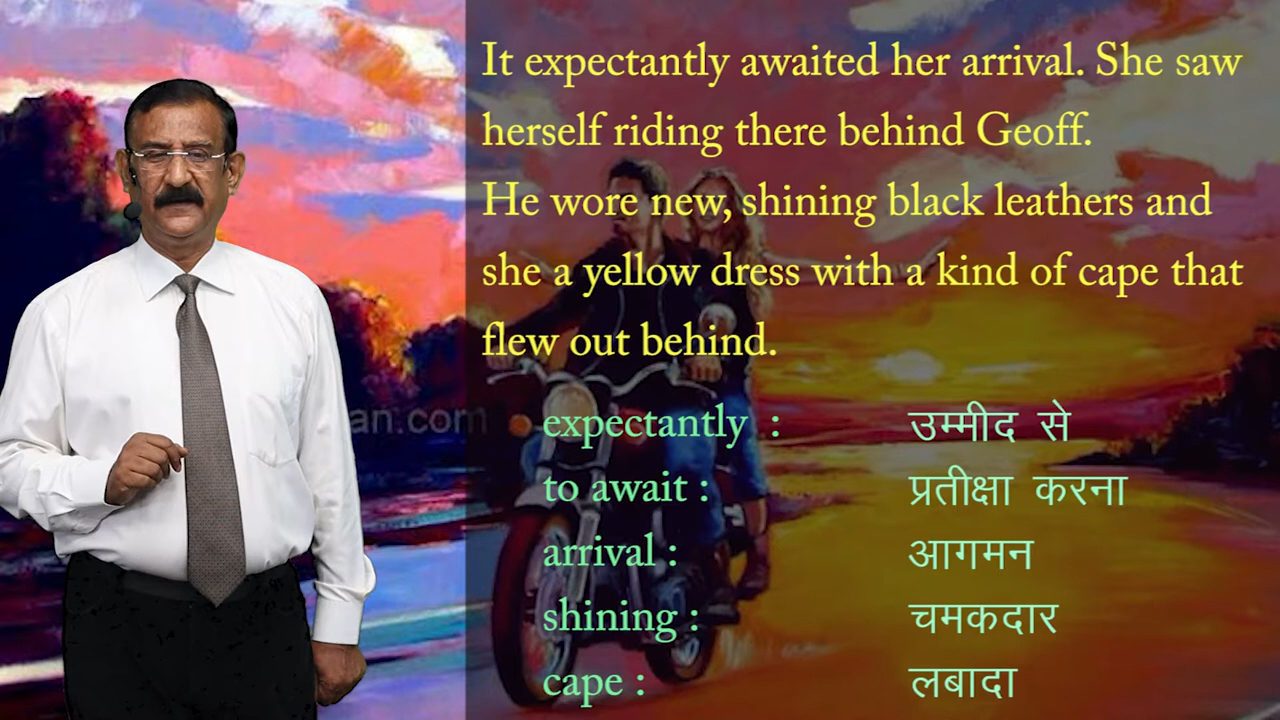 It expectantly awaited her arrival. She saw
herself riding there behind Geoff.
He wore new, shining black leathers and
she a yellow dress with a kind of cape that
flew out behind.
an.com
expectantly : उम्मीद से
to await : प्रतीक्षा करना
arrival : आगमन
shining : चमकदार
cape : लबादा